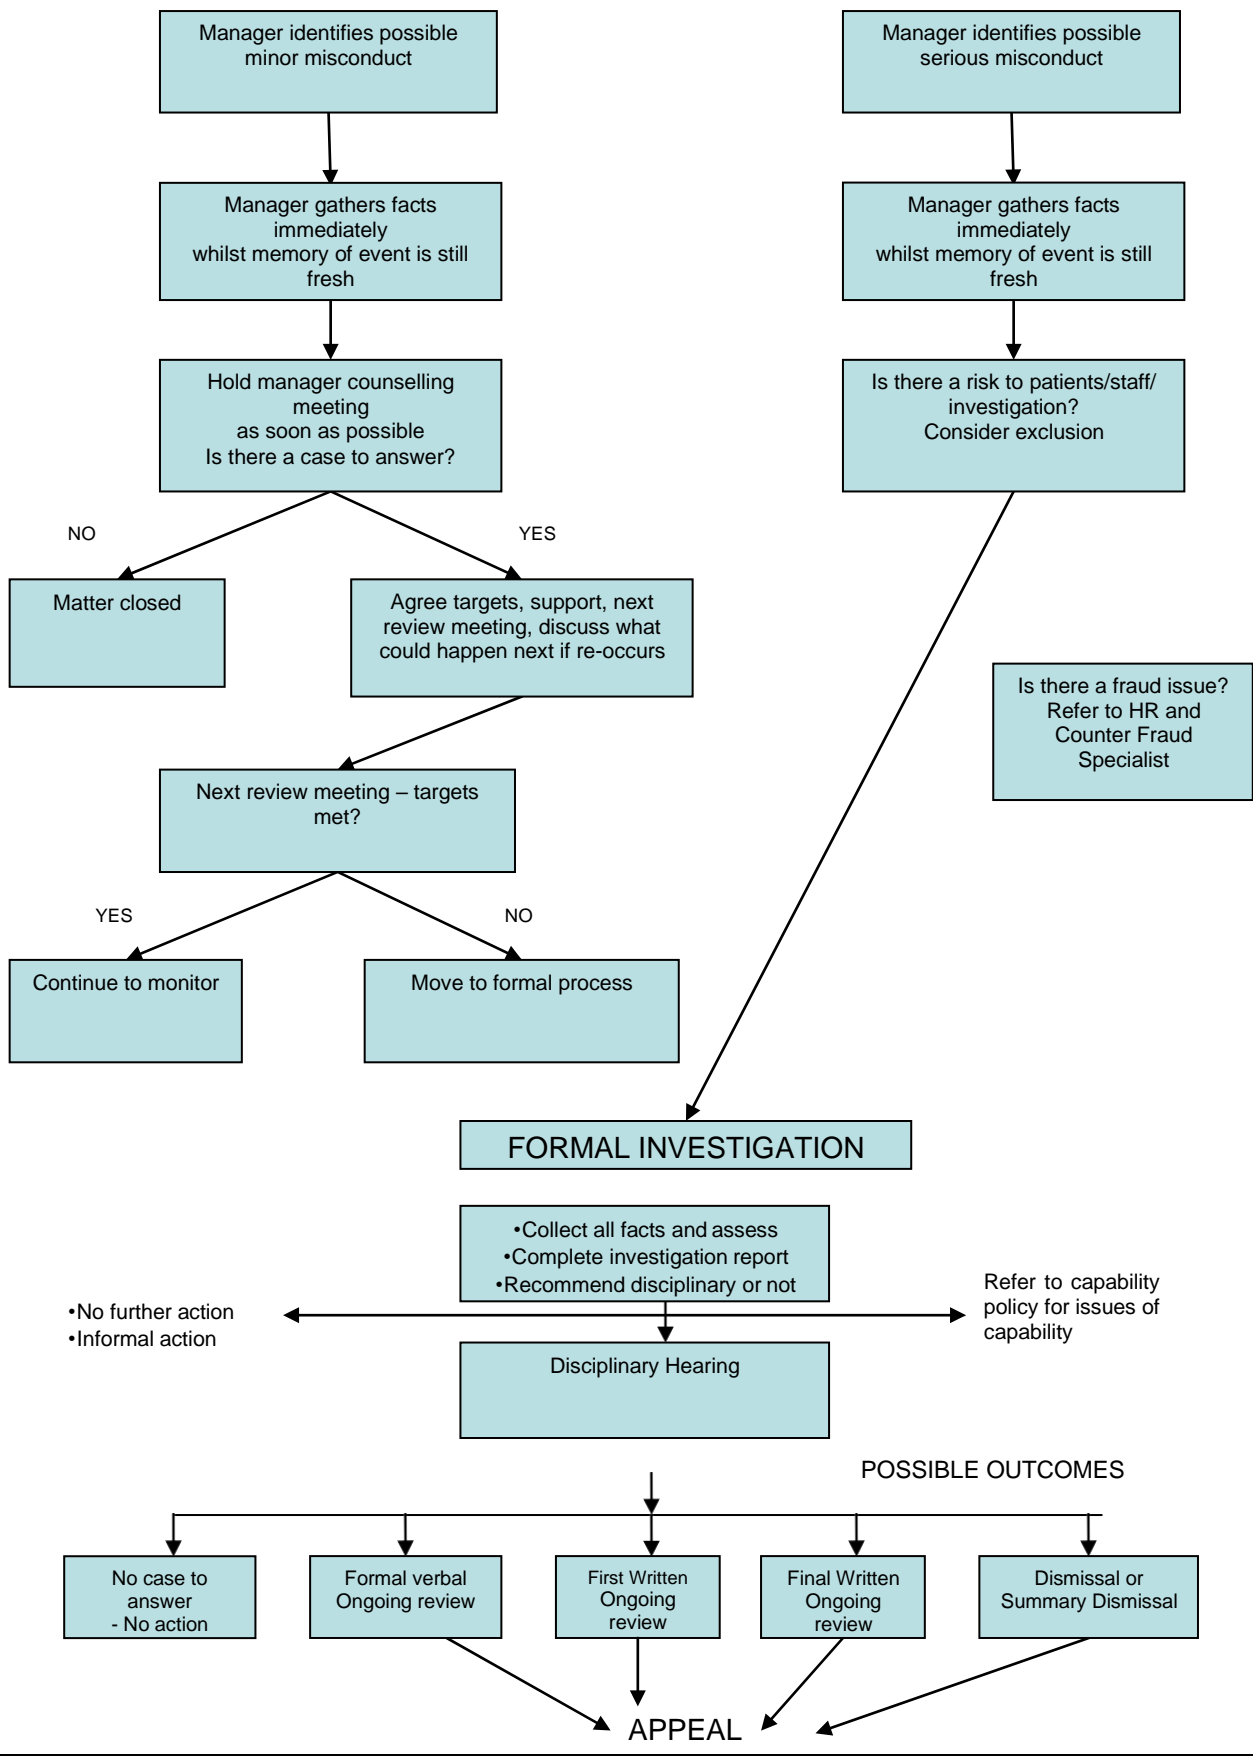 Manager identifies possible
minor misconduct
Manager identifies possible
serious misconduct
Manager gathers facts
immediately
whilst memory of event is still
fresh
Manager gathers facts
immediately
whilst memory of event is still
fresh
Hold manager counselling
meeting
as soon as possible
Is there a case to answer?
Is there a risk to patients/staff/
investigation?
Consider exclusion
NO
YES
Matter closed
Agree targets, support, next
review meeting, discuss what
could happen next if re-occurs
Is there a fraud issue?
Refer to HR and
Counter Fraud
Specialist
Next review meeting – targets
met?
YES
NO
Continue to monitor
Move to formal process
FORMAL INVESTIGATION
•Collect all facts and assess
•Complete investigation report
•Recommend disciplinary or not
•No further action
•Informal action
Refer to capability
policy for issues of
capability
Disciplinary Hearing
POSSIBLE OUTCOMES
No case to
answer
- No action
Formal verbal
Ongoing review
First Written
Ongoing
review
Final Written
Ongoing
review
Dismissal or
Summary Dismissal
APPEAL